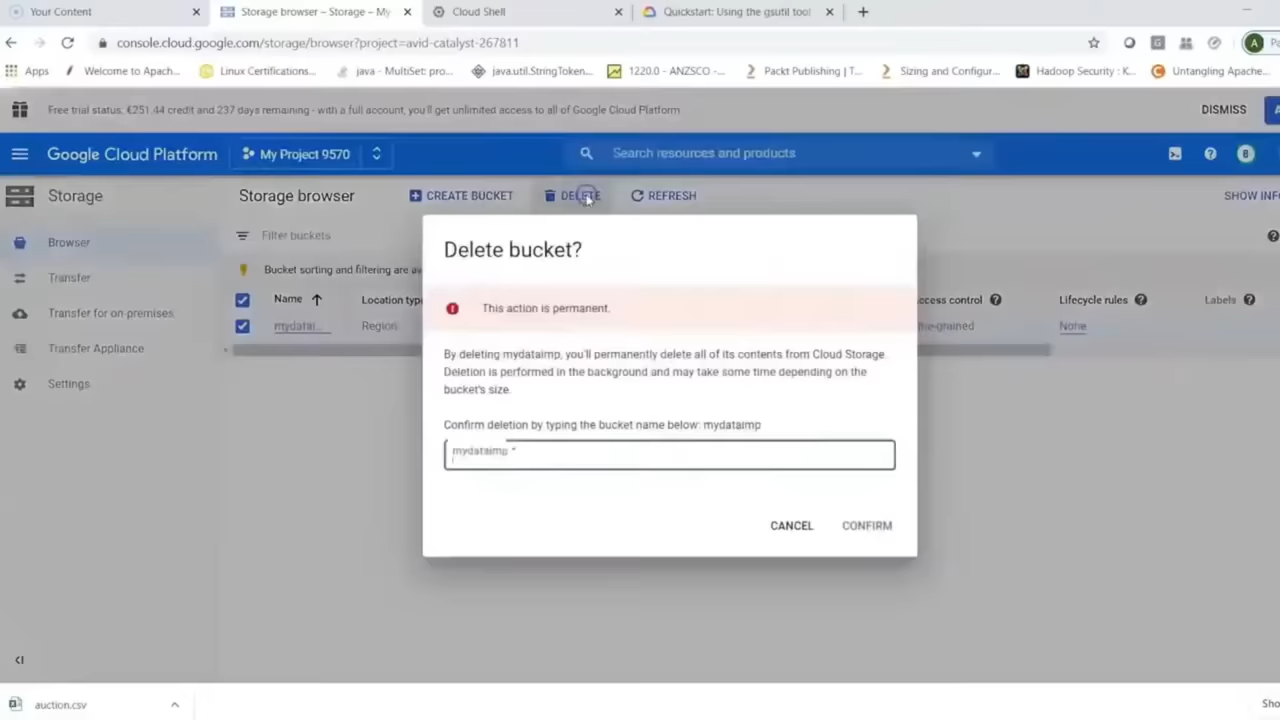 Your Content
Storage browser – Storage – My
Cloud Shell
Quickstart: Using the gsutil tool
console.cloud.google.com/storage/browser?project=avid-catalyst-267811
A
Apps
Welcome to Apach...
Linux Certifications...
java - MultiSet: pro...
java.util.StringToken...
1220.0 - ANZSCO -...
Packt Publishing | T...
Sizing and Configur...
Hadoop Security : K...
Untangling Apache...
Free trial status: €251.44 credit and 237 days remaining - with a full account, you'll get unlimited access to all of Google Cloud Platform
DISMISS
Google Cloud Platform
My Project 9570
Search resources and products
Storage
Storage browser
CREATE BUCKET
DELETE
REFRESH
SHOW INFO
Browser
Transfer
Transfer for on-premises
Transfer Appliance
Settings
Filter buckets
Bucket sorting and filtering are av
Name
Location type
ccess control
Lifecycle rules
Labels
mydatai...
Region
ne-grained
None
Delete bucket?
This action is permanent.
By deleting mydataimp, you'll permanently delete all of its contents from Cloud Storage.
Deletion is performed in the background and may take some time depending on the
bucket's size.
Confirm deletion by typing the bucket name below: mydataimp
mydataimp *
CANCEL
CONFIRM
auction.csv
Sho